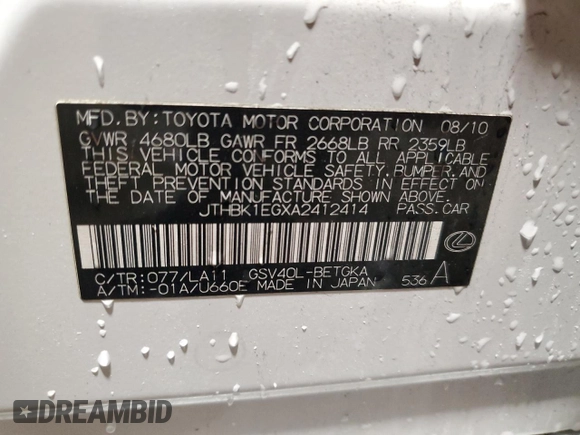 MFD. BY: TOYOTA MOTOR CORPORATION 08/10
GVWR 4680LB GAWR FR 2668LB RR 2359LB
THIS VEHICLE CONFORMS TO ALL APPLICABLE
FEDERAL MOTOR VEHICLE SAFETY, BUMPER, AND
THEFT PREVENTION STANDARDS IN EFFECT ON
THE DATE OF MANUFACTURE SHOWN ABOVE.
JTHBK1EGXA2412414 PASS. CAR
C/TR: 077/LA11 GSV40L-BETGKA
A/TM: -01A/U660E MADE IN JAPAN 536 A
DREAMBID